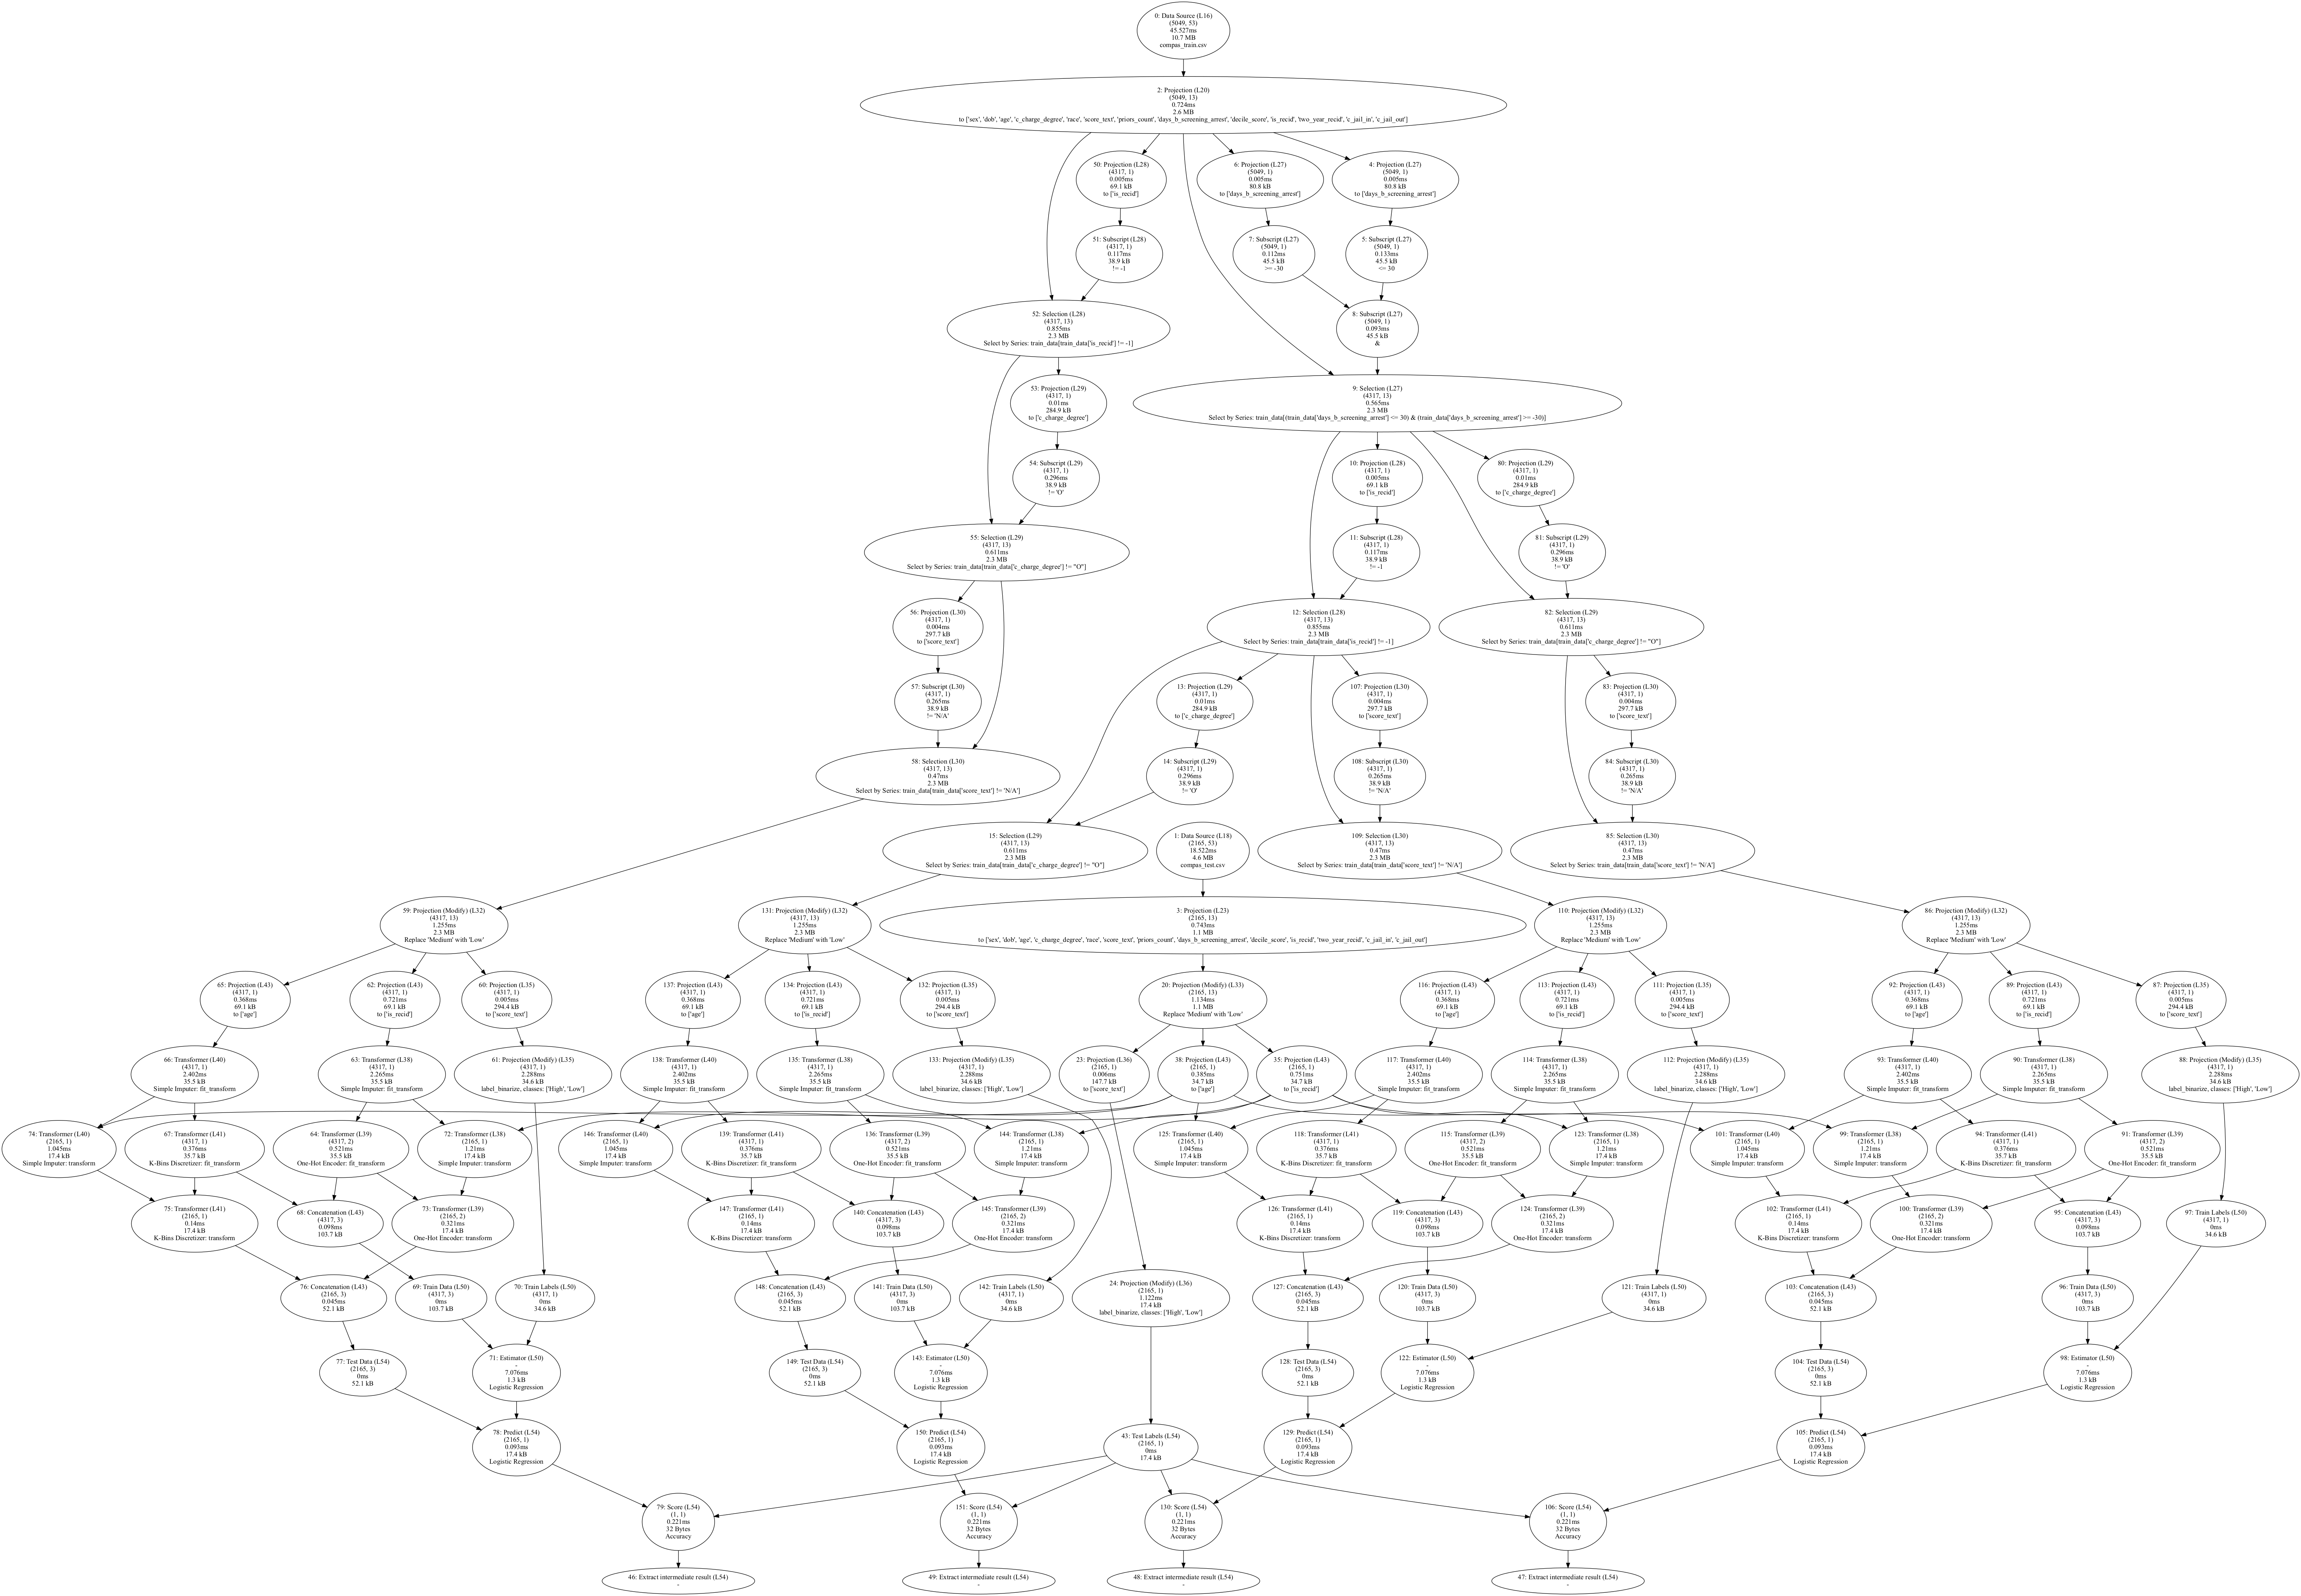 0: Data Source (L16)
(5049, 53)
45.527ms
10.7 MB
compas_train.csv
2: Projection (L20)
(5049, 13)
0.724ms
2.6 MB
to ['sex', 'dob', 'age', 'c_charge_degree', 'race', 'score_text', 'priors_count', 'days_b_screening_arrest', 'decile_score', 'is_recid', 'two_year_recid', 'c_jail_in', 'c_jail_out']
50: Projection (L28)
(4317, 1)
0.005ms
69.1 kB
to ['is_recid']
6: Projection (L27)
(5049, 1)
0.005ms
80.8 kB
to ['days_b_screening_arrest']
4: Projection (L27)
(5049, 1)
0.005ms
80.8 kB
to ['days_b_screening_arrest']
51: Subscript (L28)
(4317, 1)
0.117ms
38.9 kB
!= -1
7: Subscript (L27)
(5049, 1)
0.112ms
45.5 kB
>= -30
5: Subscript (L27)
(5049, 1)
0.133ms
45.5 kB
<= 30
52: Selection (L28)
(4317, 13)
0.855ms
2.3 MB
Select by Series: train_data[train_data['is_recid'] != -1]
8: Subscript (L27)
(5049, 1)
0.093ms
45.5 kB
&
53: Projection (L29)
(4317, 1)
0.01ms
284.9 kB
to ['c_charge_degree']
9: Selection (L27)
(4317, 13)
0.565ms
2.3 MB
Select by Series: train_data[(train_data['days_b_screening_arrest'] <= 30) & (train_data['days_b_screening_arrest'] >= -30)]
54: Subscript (L29)
(4317, 1)
0.296ms
38.9 kB
!= 'O'
10: Projection (L28)
(4317, 1)
0.005ms
69.1 kB
to ['is_recid']
80: Projection (L29)
(4317, 1)
0.01ms
284.9 kB
to ['c_charge_degree']
55: Selection (L29)
(4317, 13)
0.611ms
2.3 MB
Select by Series: train_data[train_data['c_charge_degree'] != "O"]
11: Subscript (L28)
(4317, 1)
0.117ms
38.9 kB
!= -1
81: Subscript (L29)
(4317, 1)
0.296ms
38.9 kB
!= 'O'
56: Projection (L30)
(4317, 1)
0.004ms
297.7 kB
to ['score_text']
12: Selection (L28)
(4317, 13)
0.855ms
2.3 MB
Select by Series: train_data[train_data['is_recid'] != -1]
82: Selection (L29)
(4317, 13)
0.611ms
2.3 MB
Select by Series: train_data[train_data['c_charge_degree'] != "O"]
57: Subscript (L30)
(4317, 1)
0.265ms
38.9 kB
!= 'N/A'
13: Projection (L29)
(4317, 1)
0.01ms
284.9 kB
to ['c_charge_degree']
107: Projection (L30)
(4317, 1)
0.004ms
297.7 kB
to ['score_text']
83: Projection (L30)
(4317, 1)
0.004ms
297.7 kB
to ['score_text']
58: Selection (L30)
(4317, 13)
0.47ms
2.3 MB
Select by Series: train_data[train_data['score_text'] != 'N/A']
14: Subscript (L29)
(4317, 1)
0.296ms
38.9 kB
!= 'O'
108: Subscript (L30)
(4317, 1)
0.265ms
38.9 kB
!= 'N/A'
84: Subscript (L30)
(4317, 1)
0.265ms
38.9 kB
!= 'N/A'
15: Selection (L29)
(4317, 13)
0.611ms
2.3 MB
Select by Series: train_data[train_data['c_charge_degree'] != "O"]
1: Data Source (L18)
(2165, 53)
18.522ms
4.6 MB
compas_test.csv
109: Selection (L30)
(4317, 13)
0.47ms
2.3 MB
Select by Series: train_data[train_data['score_text'] != 'N/A']
85: Selection (L30)
(4317, 13)
0.47ms
2.3 MB
Select by Series: train_data[train_data['score_text'] != 'N/A']
59: Projection (Modify) (L32)
(4317, 13)
1.255ms
2.3 MB
Replace 'Medium' with 'Low'
131: Projection (Modify) (L32)
(4317, 13)
1.255ms
2.3 MB
Replace 'Medium' with 'Low'
3: Projection (L23)
(2165, 13)
0.743ms
1.1 MB
to ['sex', 'dob', 'age', 'c_charge_degree', 'race', 'score_text', 'priors_count', 'days_b_screening_arrest', 'decile_score', 'is_recid', 'two_year_recid', 'c_jail_in', 'c_jail_out']
110: Projection (Modify) (L32)
(4317, 13)
1.255ms
2.3 MB
Replace 'Medium' with 'Low'
86: Projection (Modify) (L32)
(4317, 13)
1.255ms
2.3 MB
Replace 'Medium' with 'Low'
65: Projection (L43)
(4317, 1)
0.368ms
69.1 kB
to ['age']
62: Projection (L43)
(4317, 1)
0.721ms
69.1 kB
to ['is_recid']
60: Projection (L35)
(4317, 1)
0.005ms
294.4 kB
to ['score_text']
137: Projection (L43)
(4317, 1)
0.368ms
69.1 kB
to ['age']
134: Projection (L43)
(4317, 1)
0.721ms
69.1 kB
to ['is_recid']
132: Projection (L35)
(4317, 1)
0.005ms
294.4 kB
to ['score_text']
20: Projection (Modify) (L33)
(2165, 13)
1.134ms
1.1 MB
Replace 'Medium' with 'Low'
116: Projection (L43)
(4317, 1)
0.368ms
69.1 kB
to ['age']
113: Projection (L43)
(4317, 1)
0.721ms
69.1 kB
to ['is_recid']
111: Projection (L35)
(4317, 1)
0.005ms
294.4 kB
to ['score_text']
92: Projection (L43)
(4317, 1)
0.368ms
69.1 kB
to ['age']
89: Projection (L43)
(4317, 1)
0.721ms
69.1 kB
to ['is_recid']
87: Projection (L35)
(4317, 1)
0.005ms
294.4 kB
to ['score_text']
66: Transformer (L40)
(4317, 1)
2.402ms
35.5 kB
Simple Imputer: fit_transform
63: Transformer (L38)
(4317, 1)
2.265ms
35.5 kB
Simple Imputer: fit_transform
61: Projection (Modify) (L35)
(4317, 1)
2.288ms
34.6 kB
label_binarize, classes: ['High', 'Low']
138: Transformer (L40)
(4317, 1)
2.402ms
35.5 kB
Simple Imputer: fit_transform
135: Transformer (L38)
(4317, 1)
2.265ms
35.5 kB
Simple Imputer: fit_transform
133: Projection (Modify) (L35)
(4317, 1)
2.288ms
34.6 kB
label_binarize, classes: ['High', 'Low']
23: Projection (L36)
(2165, 1)
0.006ms
147.7 kB
to ['score_text']
38: Projection (L43)
(2165, 1)
0.385ms
34.7 kB
to ['age']
35: Projection (L43)
(2165, 1)
0.751ms
34.7 kB
to ['is_recid']
117: Transformer (L40)
(4317, 1)
2.402ms
35.5 kB
Simple Imputer: fit_transform
114: Transformer (L38)
(4317, 1)
2.265ms
35.5 kB
Simple Imputer: fit_transform
112: Projection (Modify) (L35)
(4317, 1)
2.288ms
34.6 kB
label_binarize, classes: ['High', 'Low']
93: Transformer (L40)
(4317, 1)
2.402ms
35.5 kB
Simple Imputer: fit_transform
90: Transformer (L38)
(4317, 1)
2.265ms
35.5 kB
Simple Imputer: fit_transform
88: Projection (Modify) (L35)
(4317, 1)
2.288ms
34.6 kB
label_binarize, classes: ['High', 'Low']
74: Transformer (L40)
(2165, 1)
1.045ms
17.4 kB
Simple Imputer: transform
67: Transformer (L41)
(4317, 1)
0.376ms
35.7 kB
K-Bins Discretizer: fit_transform
64: Transformer (L39)
(4317, 2)
0.521ms
35.5 kB
One-Hot Encoder: fit_transform
72: Transformer (L38)
(2165, 1)
1.21ms
17.4 kB
Simple Imputer: transform
146: Transformer (L40)
(2165, 1)
1.045ms
17.4 kB
Simple Imputer: transform
139: Transformer (L41)
(4317, 1)
0.376ms
35.7 kB
K-Bins Discretizer: fit_transform
136: Transformer (L39)
(4317, 2)
0.521ms
35.5 kB
One-Hot Encoder: fit_transform
144: Transformer (L38)
(2165, 1)
1.21ms
17.4 kB
Simple Imputer: transform
125: Transformer (L40)
(2165, 1)
1.045ms
17.4 kB
Simple Imputer: transform
118: Transformer (L41)
(4317, 1)
0.376ms
35.7 kB
K-Bins Discretizer: fit_transform
115: Transformer (L39)
(4317, 2)
0.521ms
35.5 kB
One-Hot Encoder: fit_transform
123: Transformer (L38)
(2165, 1)
1.21ms
17.4 kB
Simple Imputer: transform
101: Transformer (L40)
(2165, 1)
1.045ms
17.4 kB
Simple Imputer: transform
99: Transformer (L38)
(2165, 1)
1.21ms
17.4 kB
Simple Imputer: transform
94: Transformer (L41)
(4317, 1)
0.376ms
35.7 kB
K-Bins Discretizer: fit_transform
91: Transformer (L39)
(4317, 2)
0.521ms
35.5 kB
One-Hot Encoder: fit_transform
75: Transformer (L41)
(2165, 1)
0.14ms
17.4 kB
K-Bins Discretizer: transform
68: Concatenation (L43)
(4317, 3)
0.098ms
103.7 kB
73: Transformer (L39)
(2165, 2)
0.321ms
17.4 kB
One-Hot Encoder: transform
147: Transformer (L41)
(2165, 1)
0.14ms
17.4 kB
K-Bins Discretizer: transform
140: Concatenation (L43)
(4317, 3)
0.098ms
103.7 kB
145: Transformer (L39)
(2165, 2)
0.321ms
17.4 kB
One-Hot Encoder: transform
126: Transformer (L41)
(2165, 1)
0.14ms
17.4 kB
K-Bins Discretizer: transform
119: Concatenation (L43)
(4317, 3)
0.098ms
103.7 kB
124: Transformer (L39)
(2165, 2)
0.321ms
17.4 kB
One-Hot Encoder: transform
102: Transformer (L41)
(2165, 1)
0.14ms
17.4 kB
K-Bins Discretizer: transform
100: Transformer (L39)
(2165, 2)
0.321ms
17.4 kB
One-Hot Encoder: transform
95: Concatenation (L43)
(4317, 3)
0.098ms
103.7 kB
97: Train Labels (L50)
(4317, 1)
0ms
34.6 kB
76: Concatenation (L43)
(2165, 3)
0.045ms
52.1 kB
69: Train Data (L50)
(4317, 3)
0ms
103.7 kB
70: Train Labels (L50)
(4317, 1)
0ms
34.6 kB
148: Concatenation (L43)
(2165, 3)
0.045ms
52.1 kB
141: Train Data (L50)
(4317, 3)
0ms
103.7 kB
142: Train Labels (L50)
(4317, 1)
0ms
34.6 kB
24: Projection (Modify) (L36)
(2165, 1)
1.122ms
17.4 kB
label_binarize, classes: ['High', 'Low']
127: Concatenation (L43)
(2165, 3)
0.045ms
52.1 kB
120: Train Data (L50)
(4317, 3)
0ms
103.7 kB
121: Train Labels (L50)
(4317, 1)
0ms
34.6 kB
103: Concatenation (L43)
(2165, 3)
0.045ms
52.1 kB
96: Train Data (L50)
(4317, 3)
0ms
103.7 kB
77: Test Data (L54)
(2165, 3)
0ms
52.1 kB
71: Estimator (L50)
-
7.076ms
1.3 kB
Logistic Regression
149: Test Data (L54)
(2165, 3)
0ms
52.1 kB
143: Estimator (L50)
-
7.076ms
1.3 kB
Logistic Regression
128: Test Data (L54)
(2165, 3)
0ms
52.1 kB
122: Estimator (L50)
-
7.076ms
1.3 kB
Logistic Regression
104: Test Data (L54)
(2165, 3)
0ms
52.1 kB
98: Estimator (L50)
-
7.076ms
1.3 kB
Logistic Regression
78: Predict (L54)
(2165, 1)
0.093ms
17.4 kB
Logistic Regression
150: Predict (L54)
(2165, 1)
0.093ms
17.4 kB
Logistic Regression
43: Test Labels (L54)
(2165, 1)
0ms
17.4 kB
129: Predict (L54)
(2165, 1)
0.093ms
17.4 kB
Logistic Regression
105: Predict (L54)
(2165, 1)
0.093ms
17.4 kB
Logistic Regression
79: Score (L54)
(1, 1)
0.221ms
32 Bytes
Accuracy
151: Score (L54)
(1, 1)
0.221ms
32 Bytes
Accuracy
130: Score (L54)
(1, 1)
0.221ms
32 Bytes
Accuracy
106: Score (L54)
(1, 1)
0.221ms
32 Bytes
Accuracy
46: Extract intermediate result (L54)
-
49: Extract intermediate result (L54)
-
48: Extract intermediate result (L54)
-
47: Extract intermediate result (L54)
-